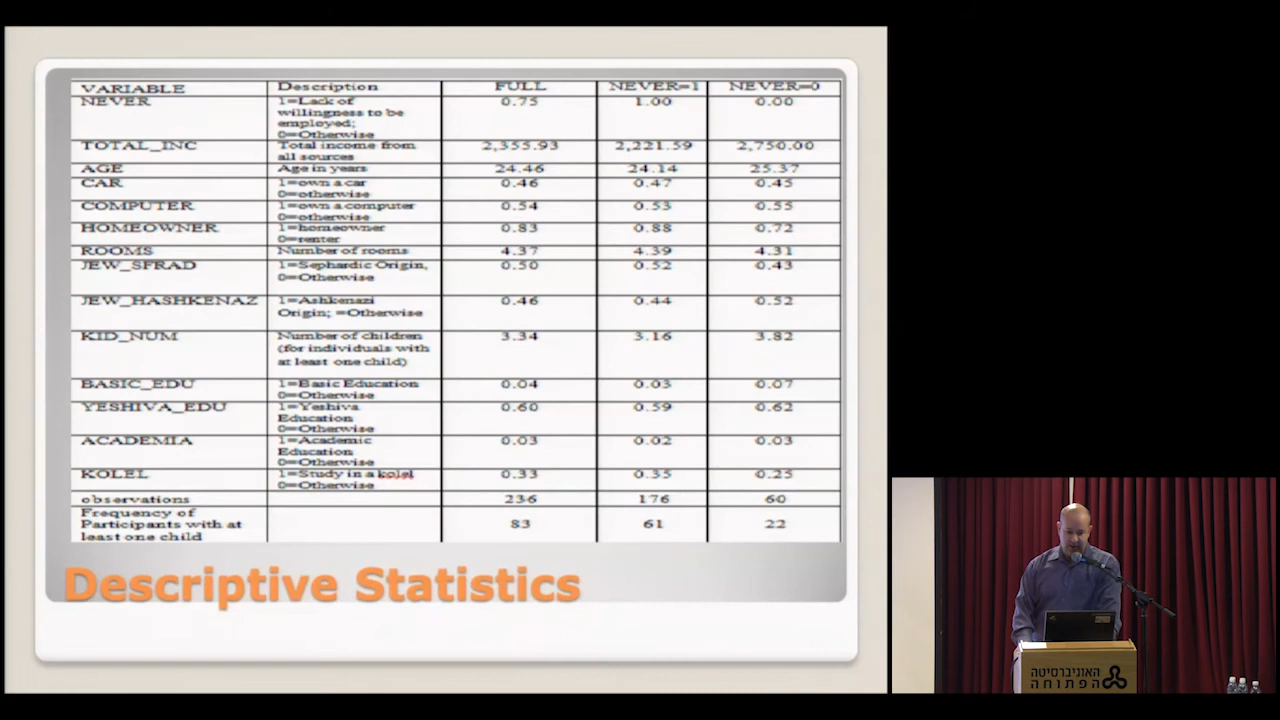 VARIABLE Description FULL NEVER=1 NEVER=0
NEVER 1=Lack of 0.75 1.00 0.00
willingness to be
employed;
0=Otherwise
TOTAL_INC Total income from 2,355.93 2,221.59 2,750.00
all sources
AGE Age in years 24.46 24.14 25.37
CAR 1=own a car 0.46 0.47 0.45
0=otherwise
COMPUTER 1=own a computer 0.54 0.53 0.55
0=otherwise
HOMEOWNER 1=homeowner 0.83 0.88 0.72
0=renter
ROOMS Number of rooms 4.37 4.39 4.31
JEW_SFRAD 1=Sephardic Origin, 0.50 0.52 0.43
0=Otherwise
JEW_HASHKENAZ 1=Ashkenazi 0.46 0.44 0.52
Origin; =Otherwise
KID_NUM Number of children 3.34 3.16 3.82
(for individuals with
at least one child)
BASIC_EDU 1=Basic Education 0.04 0.03 0.07
0=Otherwise
YESHIVA_EDU 1=Yeshiva 0.60 0.59 0.62
Education
0=Otherwise
ACADEMIA 1=Academic 0.03 0.02 0.03
Education
0=Otherwise
KOLEL 1=Study in a kolel 0.33 0.35 0.25
0=Otherwise
observations 236 176 60
Frequency of
Participants with at 83 61 22
least one child
Descriptive Statistics
האוניברסיטה
הפתוחה